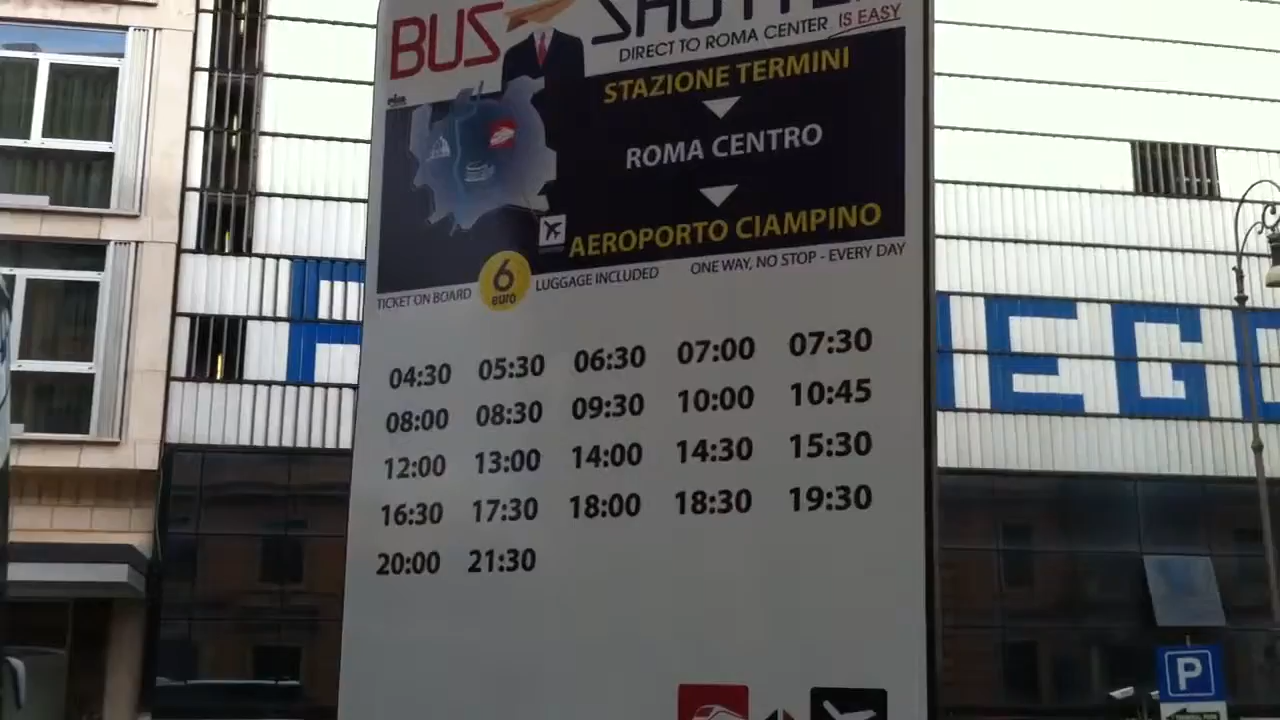 BUS SHUTTLE
DIRECT TO ROMA CENTER IS EASY
STAZIONE TERMINI
ROMA CENTRO
AEROPORTO CIAMPINO
TICKET ON BOARD 6 euro LUGGAGE INCLUDED ONE WAY, NO STOP - EVERY DAY
04:30 05:30 06:30 07:00 07:30
08:00 08:30 09:30 10:00 10:45
12:00 13:00 14:00 14:30 15:30
16:30 17:30 18:00 18:30 19:30
20:00 21:30
EG
P